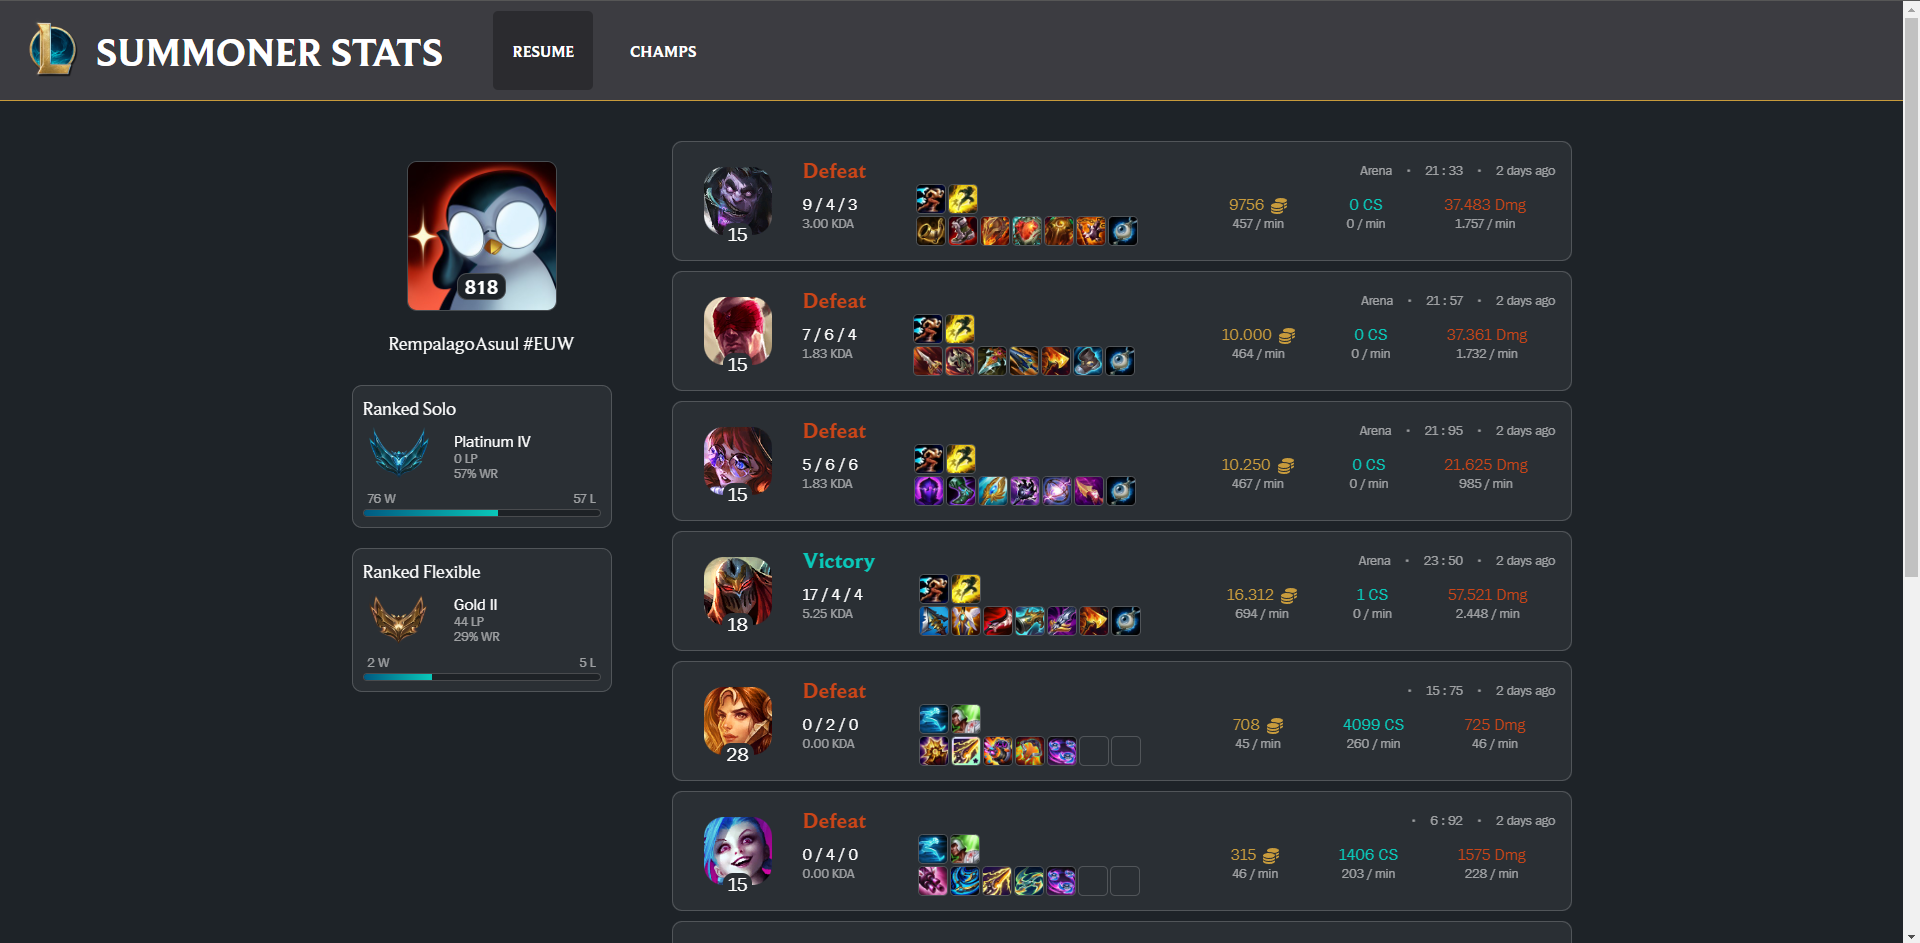 SUMMONER STATS
RESUME
CHAMPS
818
RempalagoAsuul #EUW
Ranked Solo
Platinum IV
0 LP
57% WR
76 W 57 L
Ranked Flexible
Gold II
44 LP
29% WR
2 W 5 L
15
Defeat
9 / 4 / 3
3.00 KDA
Arena • 21 : 33 • 2 days ago
9756 0 CS 37.483 Dmg
457 / min 0 / min 1.757 / min
15
Defeat
7 / 6 / 4
1.83 KDA
Arena • 21 : 57 • 2 days ago
10.000 0 CS 37.361 Dmg
464 / min 0 / min 1.732 / min
15
Defeat
5 / 6 / 6
1.83 KDA
Arena • 21 : 95 • 2 days ago
10.250 0 CS 21.625 Dmg
467 / min 0 / min 985 / min
18
Victory
17 / 4 / 4
5.25 KDA
Arena • 23 : 50 • 2 days ago
16.312 1 CS 57.521 Dmg
694 / min 0 / min 2.448 / min
28
Defeat
0 / 2 / 0
0.00 KDA
• 15 : 75 • 2 days ago
708 4099 CS 725 Dmg
45 / min 260 / min 46 / min
15
Defeat
0 / 4 / 0
0.00 KDA
• 6 : 92 • 2 days ago
315 1406 CS 1575 Dmg
46 / min 203 / min 228 / min